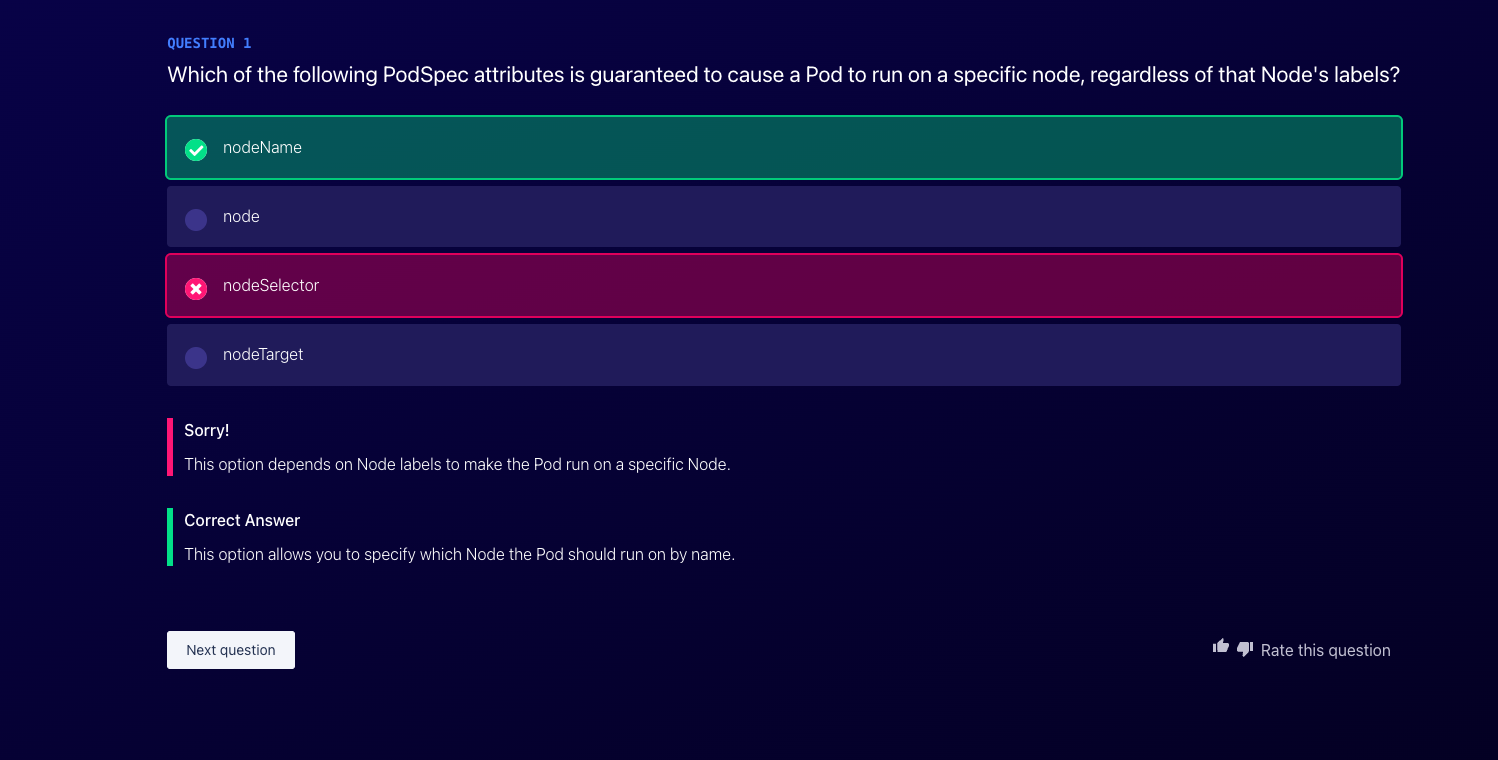 QUESTION 1
Which of the following PodSpec attributes is guaranteed to cause a Pod to run on a specific node, regardless of that Node's labels?
nodeName
node
nodeSelector
nodeTarget
Sorry!
This option depends on Node labels to make the Pod run on a specific Node.
Correct Answer
This option allows you to specify which Node the Pod should run on by name.
Next question
Rate this question